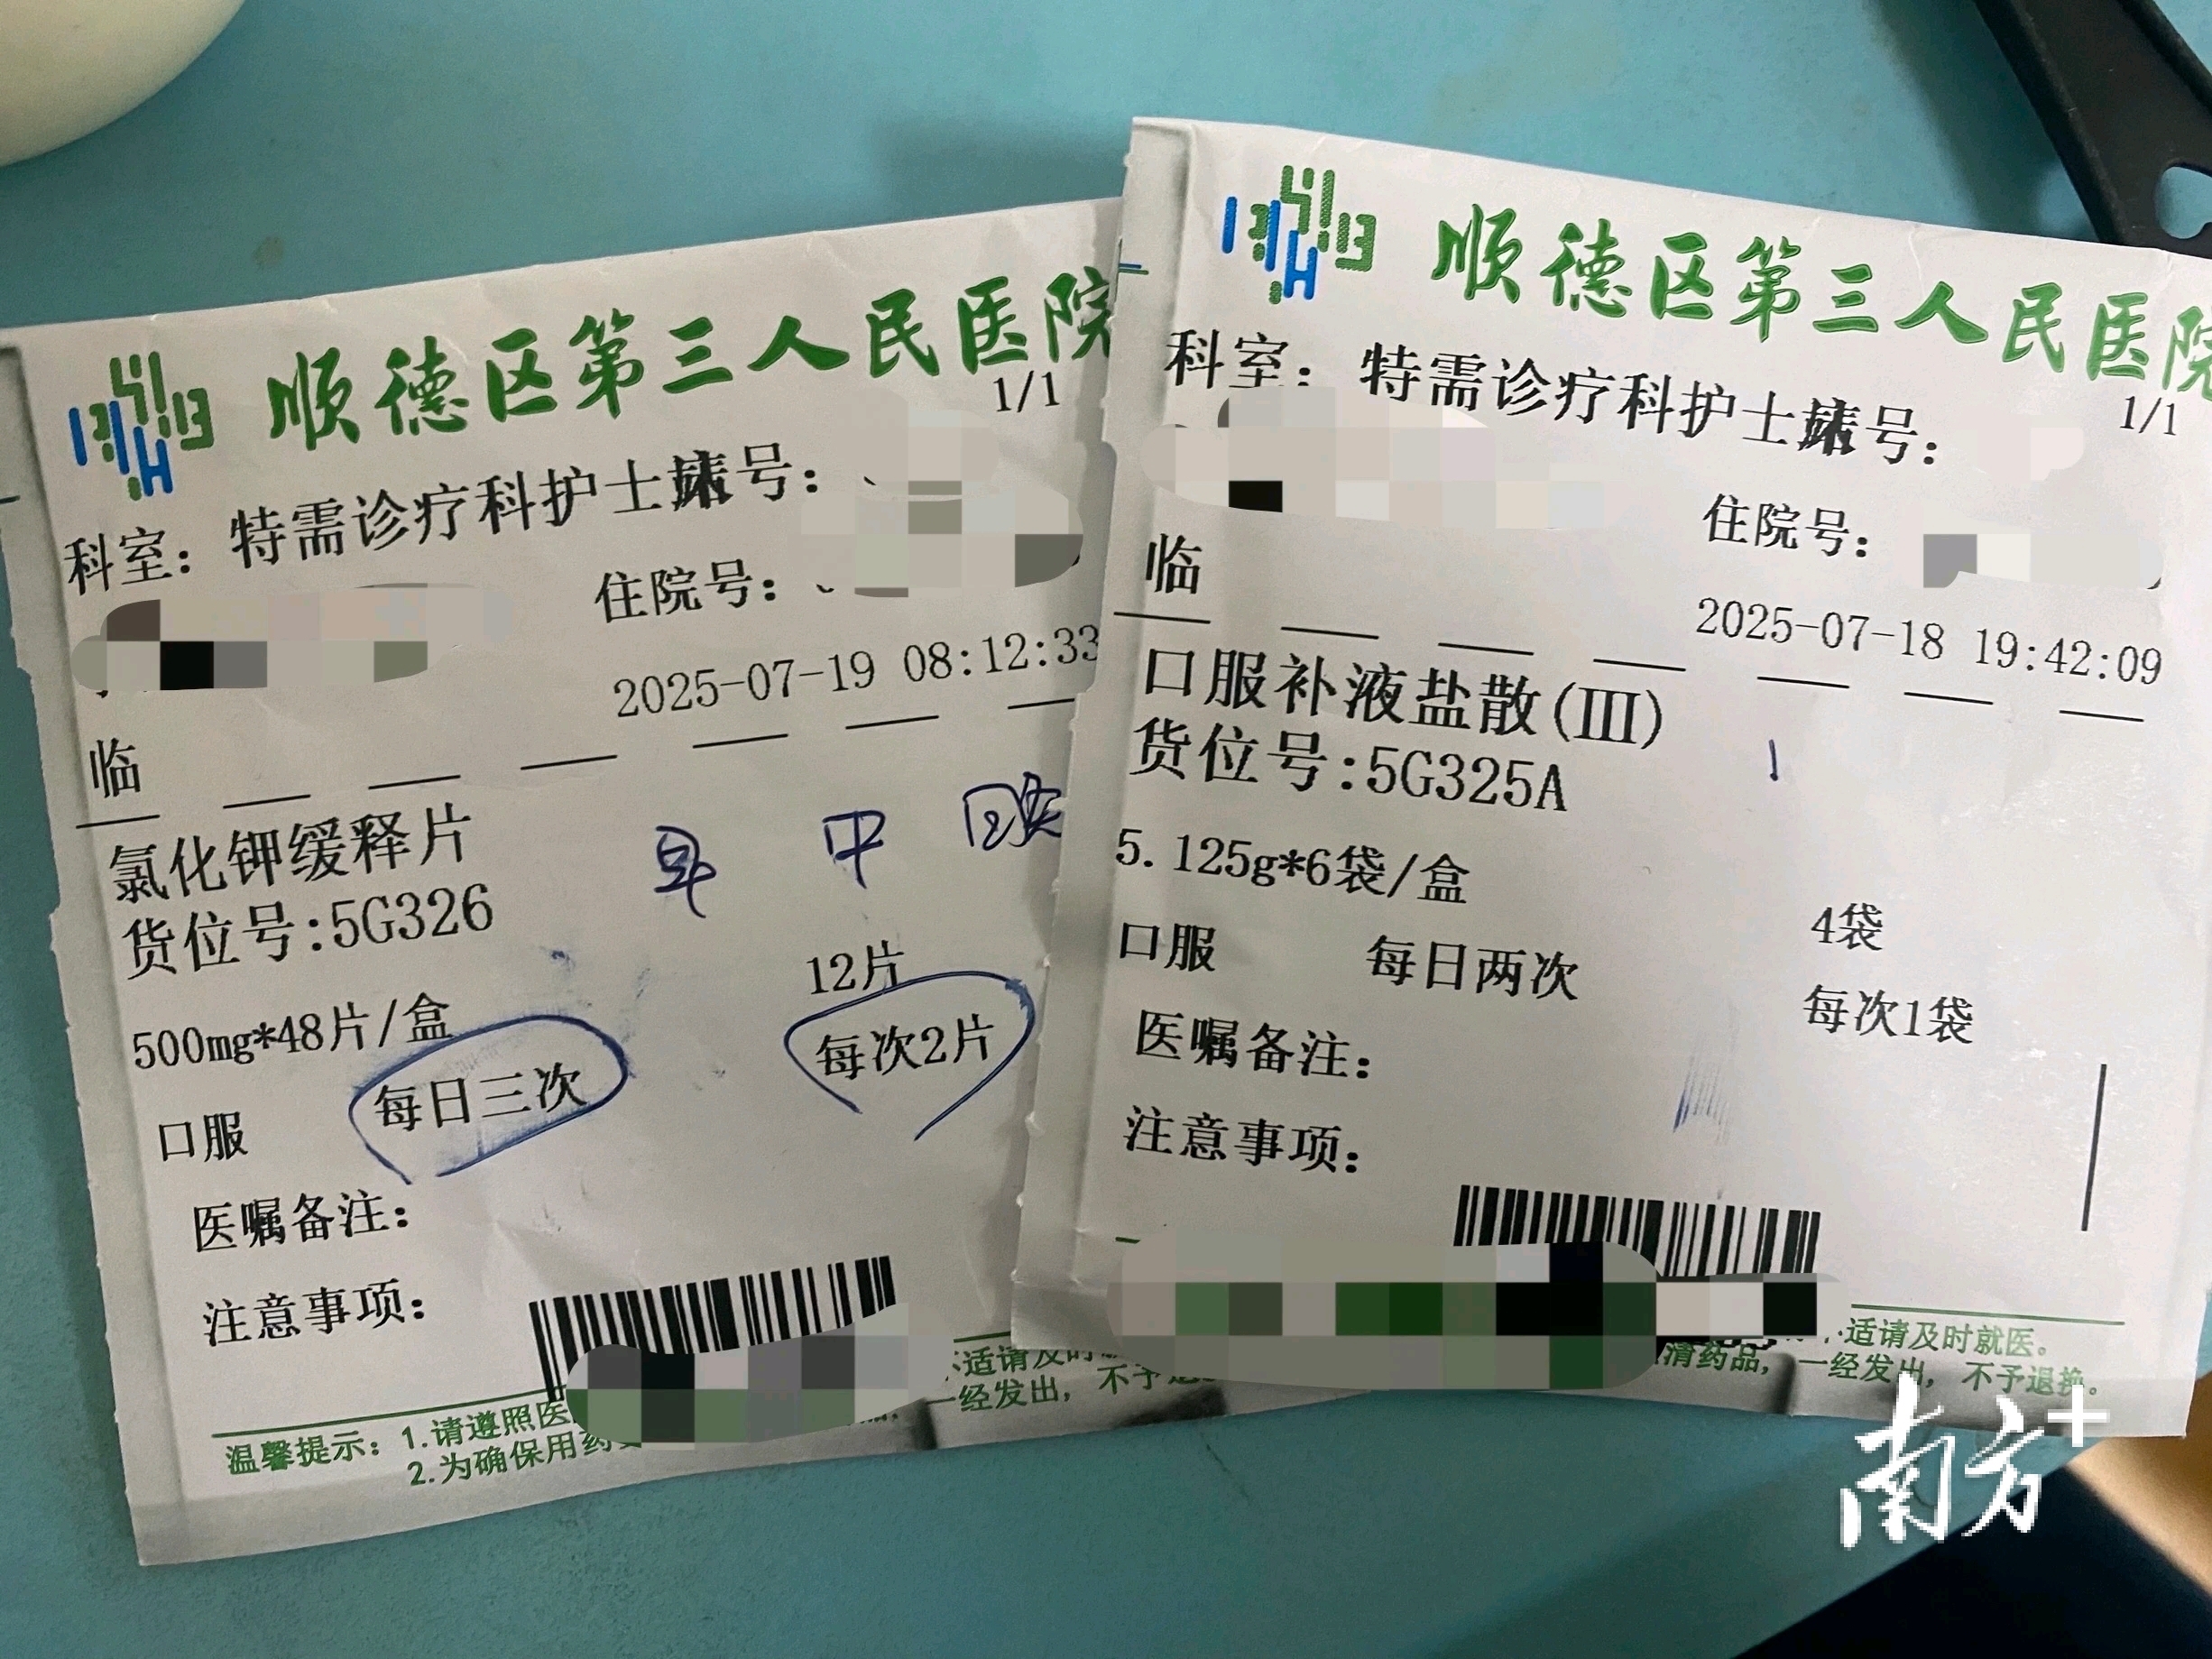 顺德区第三人民医院
1/1
科室：特需诊疗科护士 号：
住院号：
2025-07-19 08:12:33
临
氯化钾缓释片
早 中
货位号:5G326
12片
500mg*48片/盒
口服 每日三次 每次2片
医嘱备注：
注意事项：
温馨提示：1.请遵照医 适请及时
2.为确保用药 一经发出，不予
顺德区第三人民医院
1/1
科室：特需诊疗科护士 号：
住院号：
临
2025-07-18 19:42:09
口服补液盐散(III)
货位号:5G325A
5.125g*6袋/盒
4袋
口服 每日两次 每次1袋
医嘱备注：
注意事项：
适请及时就医。
药品，一经发出，不予退换。
南方+